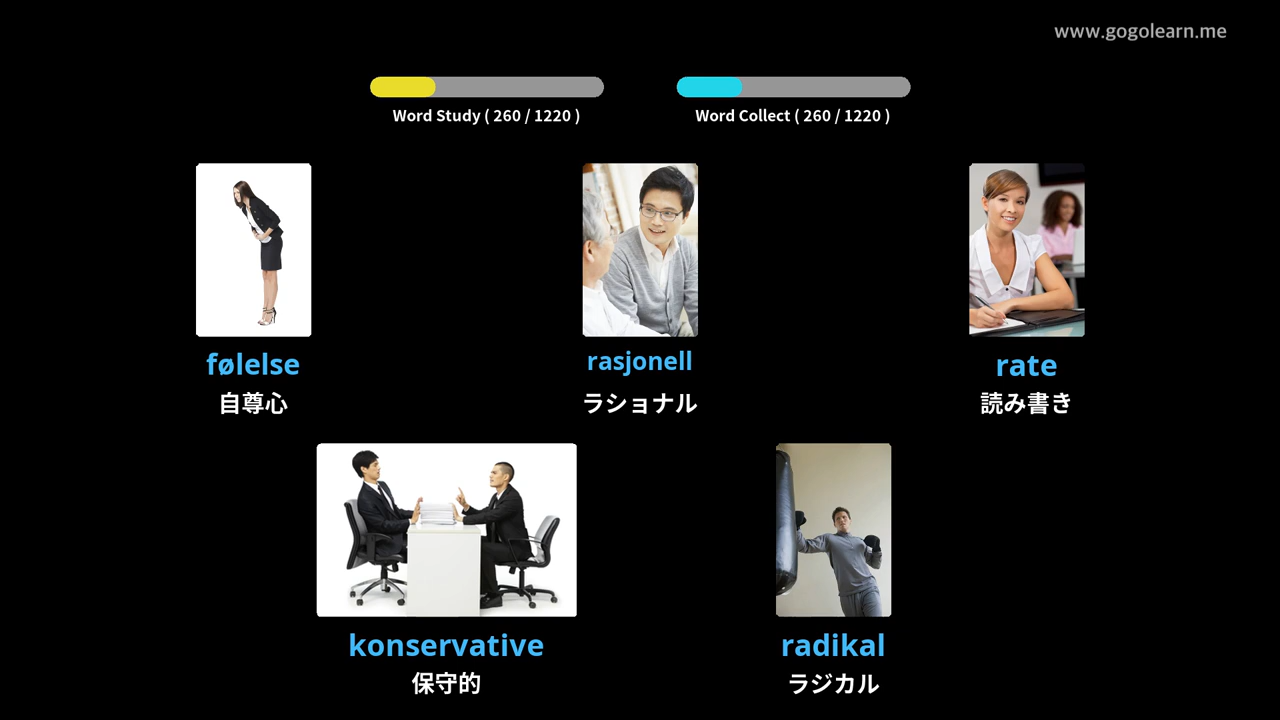 www.gogolearn.me
Word Study ( 260 / 1220 )
Word Collect ( 260 / 1220 )
følelse
自尊心
rasjonell
ラショナル
rate
読み書き
konservative
保守的
radikal
ラジカル